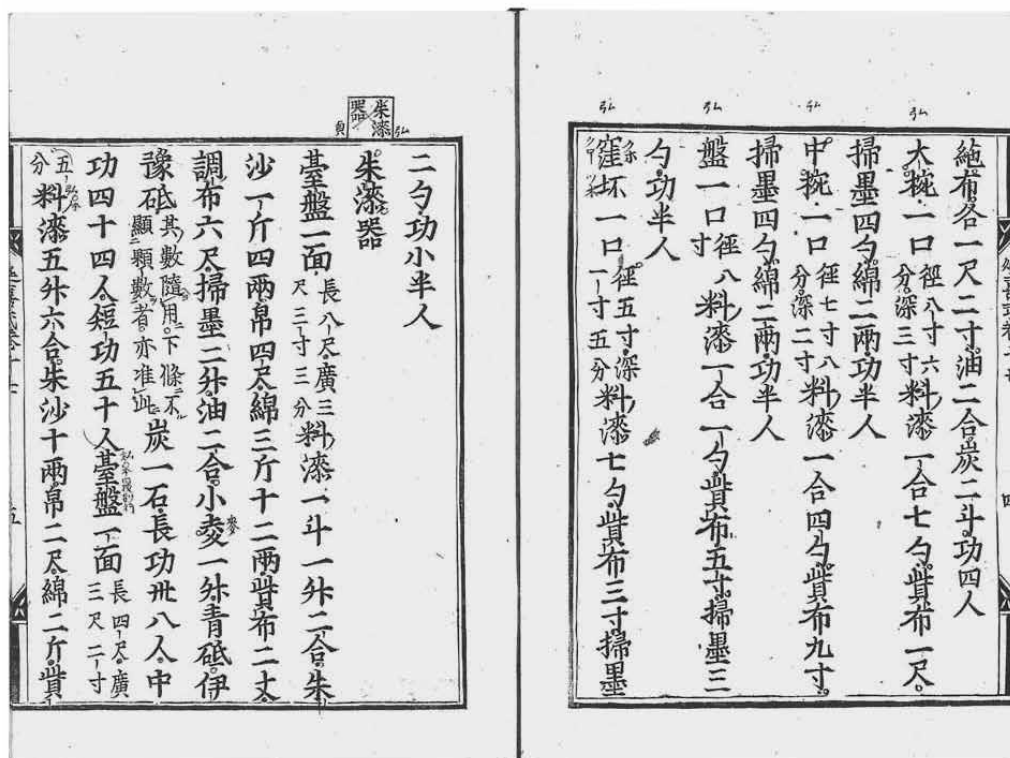 絁布各一尺二寸。油二合。炭二斗。功四人
大椀一口徑八寸六分。深三寸料漆一合七勺。貲布一尺。
掃墨四勺。綿二兩。功半人
中椀一口徑七寸八分。深二寸料漆一合四勺。貲布九寸。
掃墨四勺。綿二兩。功半人
盤一口徑八寸料漆一合一勺。貲布五寸。掃墨三
勺。功半人
窪坏一口徑五寸。深一寸五分料漆七勺。貲布三寸。掃墨
四
二勺功小半人
朱漆器
朱漆器
臺盤一面長八尺。廣三尺三寸三分料漆一斗一升二合。朱
沙一斤四兩。帛四尺。綿三斤十二兩。貲布二丈。
調布六尺。掃墨二升。油二合。小麦一升。青砥。伊
豫砥其數隨用。下條不顯顆數者。亦准此炭一石。長功卅八人。中
功四十四人。短功五十人臺盤一面長四尺。廣三尺二寸
五分料漆五升六合。朱沙十兩。帛二尺。綿二斤。貲
五